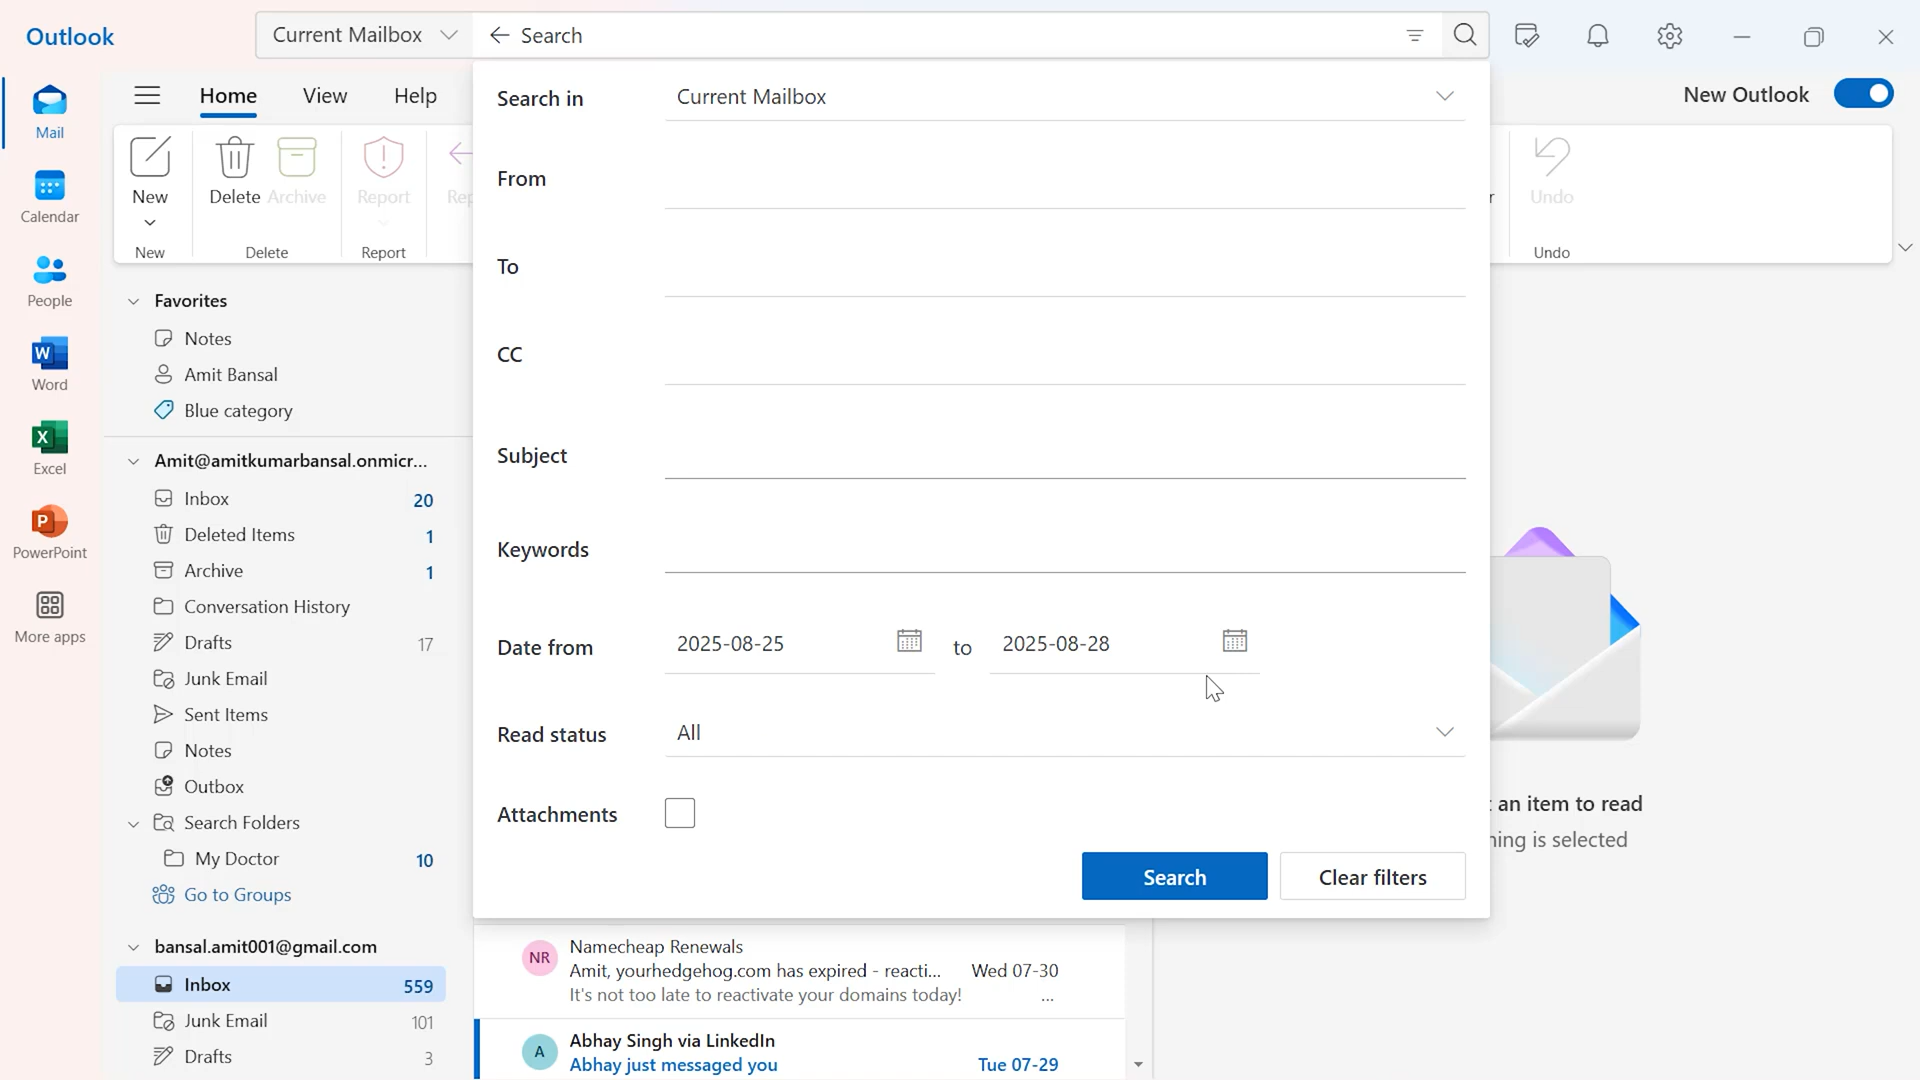 Outlook
Current Mailbox
Search
Home View Help
New Outlook
Mail
Calendar
People
Word
Excel
PowerPoint
More apps
New
Delete Archive
Report
Rep
r
Undo
New
Delete
Report
Undo
Favorites
Notes
Amit Bansal
Blue category
Amit@amitkumarbansal.onmicr...
Inbox 20
Deleted Items 1
Archive 1
Conversation History
Drafts 17
Junk Email
Sent Items
Notes
Outbox
Search Folders
My Doctor 10
Go to Groups
bansal.amit001@gmail.com
Inbox 559
Junk Email 101
Drafts 3
Search in Current Mailbox
From
To
CC
Subject
Keywords
Date from 2025-08-25 to 2025-08-28
Read status All
Attachments
Search Clear filters
NR
Namecheap Renewals
Amit, yourhedgehog.com has expired - reacti... Wed 07-30
It's not too late to reactivate your domains today! ...
A
Abhay Singh via LinkedIn
Abhay just messaged you Tue 07-29
an item to read
ning is selected